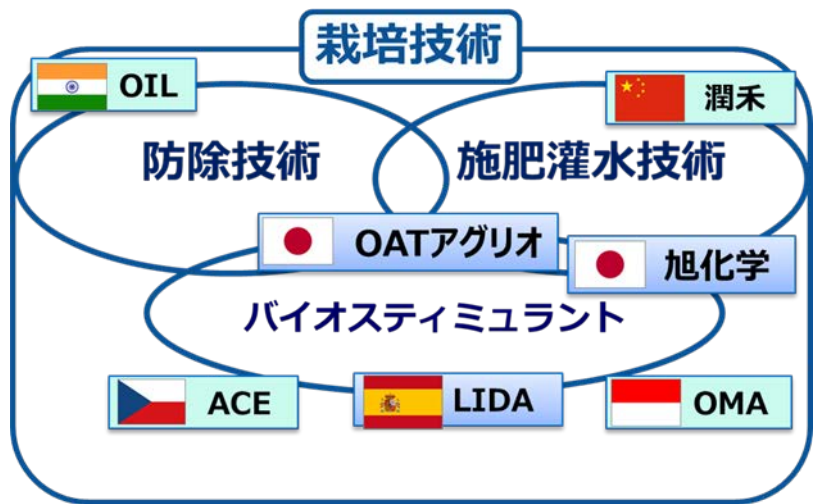 栽培技術
OIL
潤禾
防除技術
施肥灌水技術
OATアグリオ
旭化学
バイオスティミュラント
ACE
LIDA
OMA